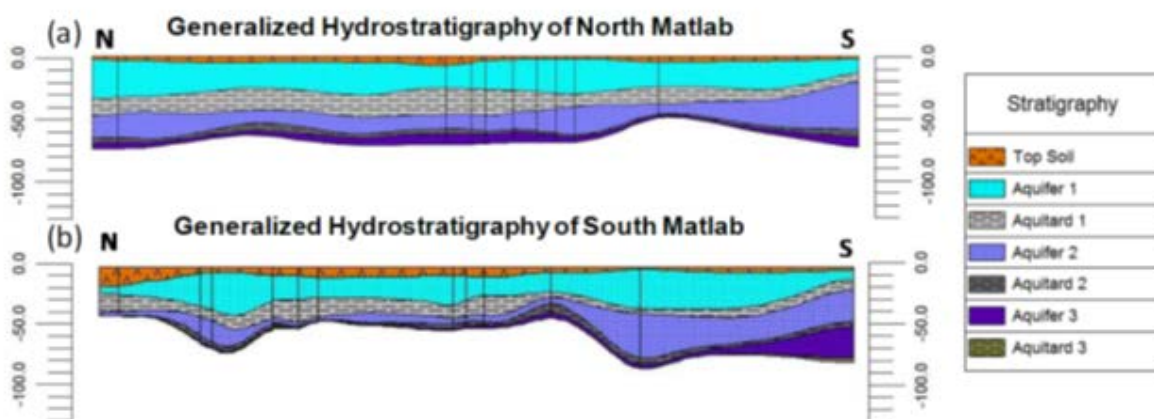 (a)
Generalized Hydrostratigraphy of North Matlab
N
S
0.0
-50.0
-100.0
0.0
-50.0
-100.0
(b)
Generalized Hydrostratigraphy of South Matlab
N
S
0.0
-50.0
-100.0
0.0
-50.0
-100.0
Stratigraphy
Top Soil
Aquifer 1
Aquitard 1
Aquifer 2
Aquitard 2
Aquifer 3
Aquitard 3